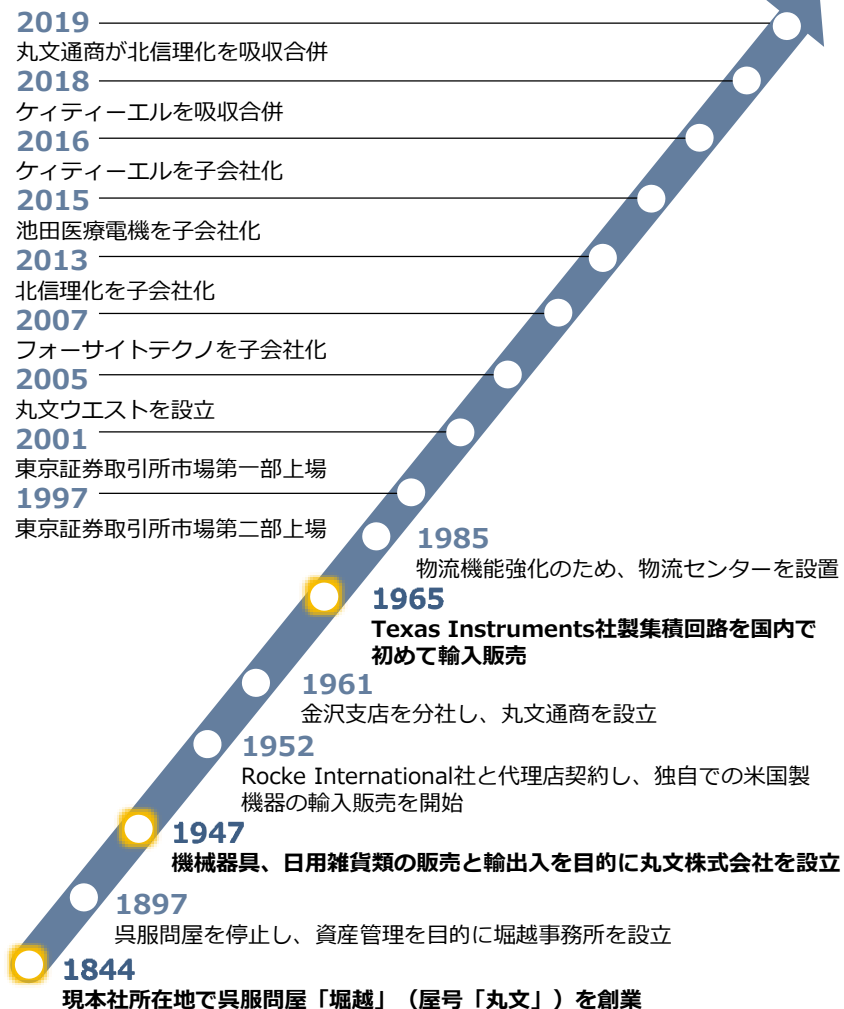 2019
丸文通商が北信理化を吸収合併
2018
ケィティーエルを吸収合併
2016
ケィティーエルを子会社化
2015
池田医療電機を子会社化
2013
北信理化を子会社化
2007
フォーサイトテクノを子会社化
2005
丸文ウエストを設立
2001
東京証券取引所市場第一部上場
1997
東京証券取引所市場第二部上場
1985
物流機能強化のため、物流センターを設置
1965
Texas Instruments社製集積回路を国内で
初めて輸入販売
1961
金沢支店を分社し、丸文通商を設立
1952
Rocke International社と代理店契約し、独自での米国製
機器の輸入販売を開始
1947
機械器具、日用雑貨類の販売と輸出入を目的に丸文株式会社を設立
1897
呉服問屋を停止し、資産管理を目的に堀越事務所を設立
1844
現本社所在地で呉服問屋「堀越」（屋号「丸文」）を創業